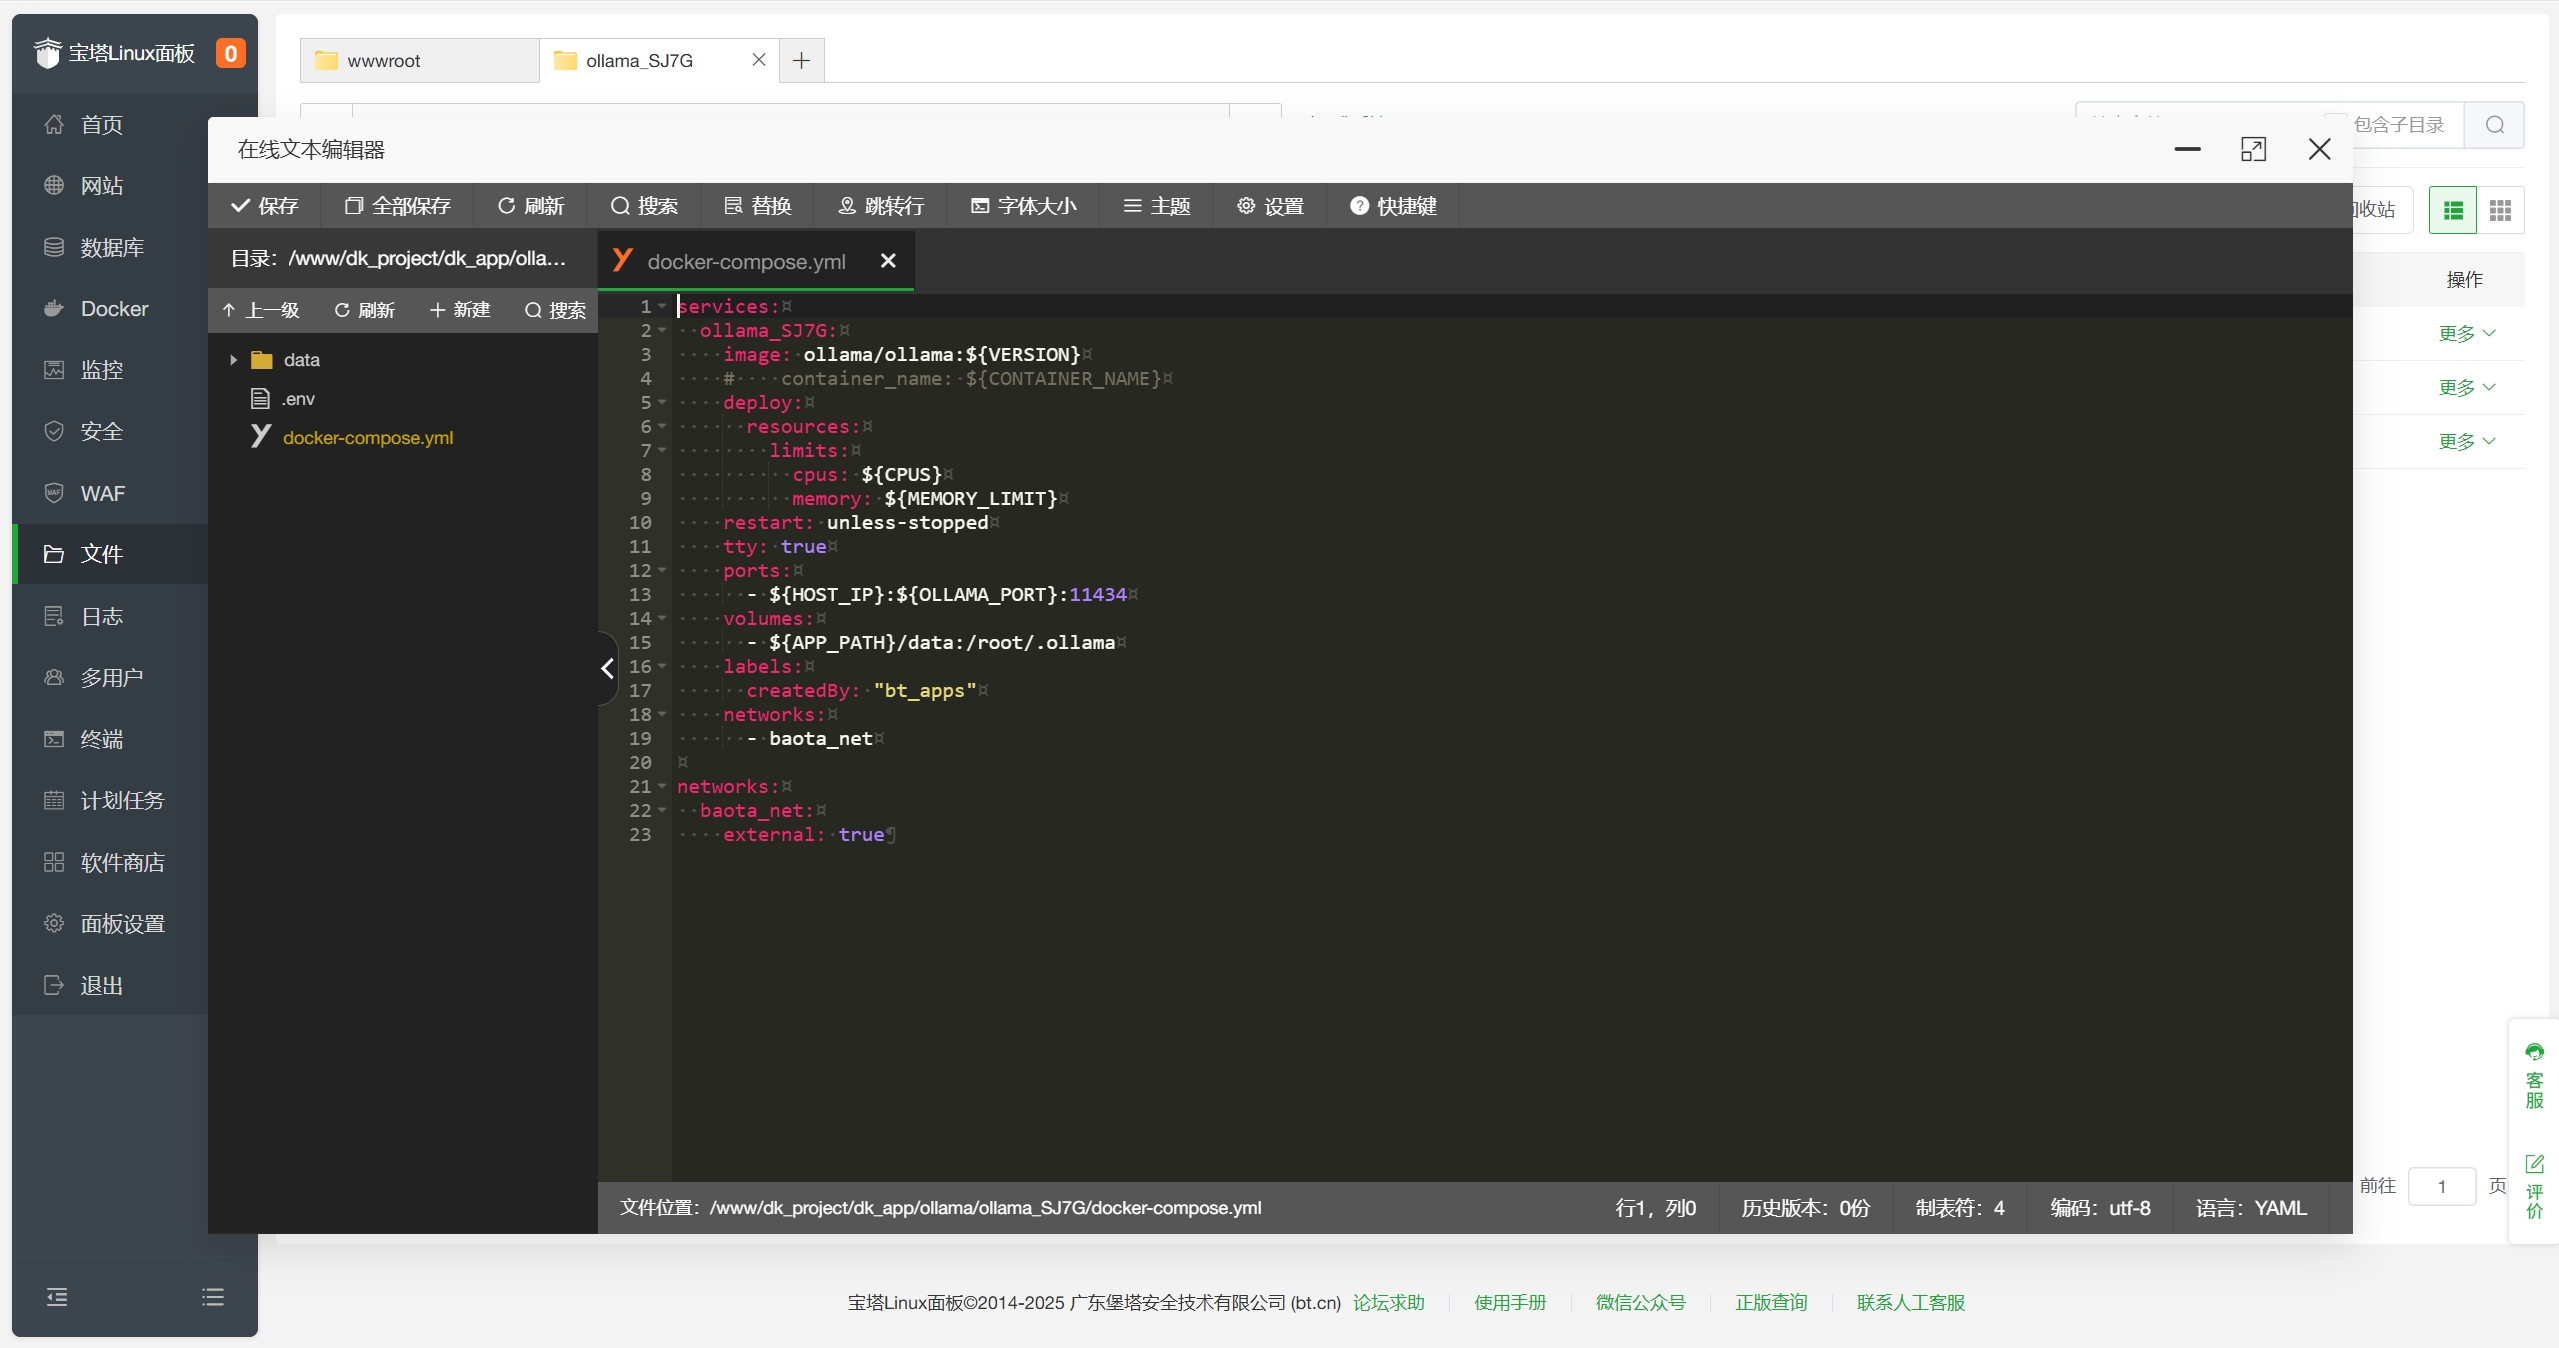 宝塔Linux面板 0
首页
网站
数据库
Docker
监控
安全
WAF
文件
日志
多用户
终端
计划任务
软件商店
面板设置
退出
wwwroot
ollama_SJ7G
包含子目录
收站
操作
更多
更多
更多
在线文本编辑器
保存 全部保存 刷新 搜索 替换 跳转行 字体大小 主题 设置 快捷键
目录：/www/dk_project/dk_app/olla...
上一级 刷新 新建 搜索
data
.env
docker-compose.yml
docker-compose.yml
1 services:
2 ollama_SJ7G:
3 image: ollama/ollama:${VERSION}
4 # container_name: ${CONTAINER_NAME}
5 deploy:
6 resources:
7 limits:
8 cpus: ${CPUS}
9 memory: ${MEMORY_LIMIT}
10 restart: unless-stopped
11 tty: true
12 ports:
13 - ${HOST_IP}:${OLLAMA_PORT}:11434
14 volumes:
15 - ${APP_PATH}/data:/root/.ollama
16 labels:
17 createdBy: "bt_apps"
18 networks:
19 - baota_net
20
21 networks:
22 baota_net:
23 external: true
文件位置：/www/dk_project/dk_app/ollama/ollama_SJ7G/docker-compose.yml
行1，列0 历史版本：0份 制表符：4 编码：utf-8 语言：YAML
前往 1 页
客服
评价
宝塔Linux面板©2014-2025 广东堡塔安全技术有限公司 (bt.cn) 论坛求助 使用手册 微信公众号 正版查询 联系人工客服